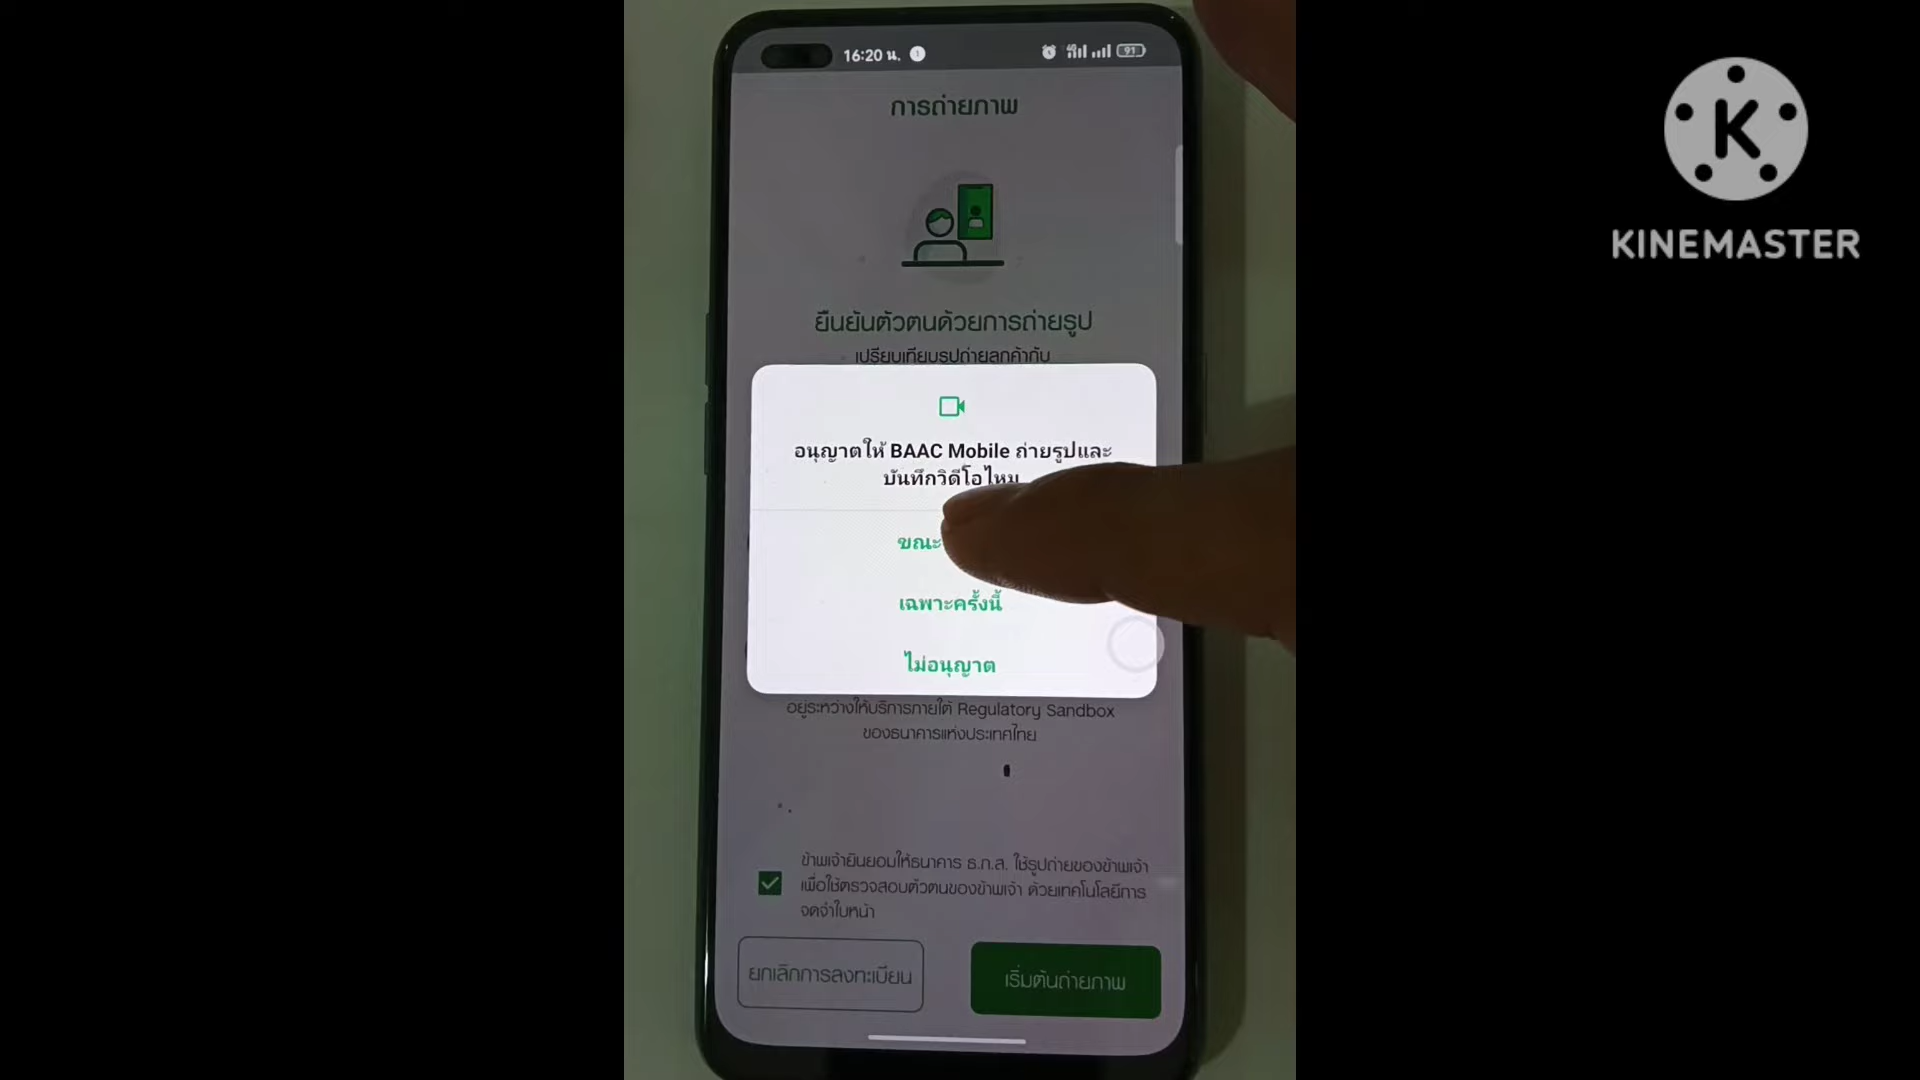 16:20 น.
91
การถ่ายภาพ
ยืนยันตัวตนด้วยการถ่ายรูป
เปรียบเทียบรูปถ่ายลูกค้ากับ
อนุญาตให้ BAAC Mobile ถ่ายรูปและ
บันทึกวิดีโอไหม
ขณะ
เฉพาะครั้งนี้
ไม่อนุญาต
อยู่ระหว่างให้บริการภายใต้ Regulatory Sandbox
ของธนาคารแห่งประเทศไทย
ข้าพเจ้ายินยอมให้ธนาคาร ธ.ก.ส. ใช้รูปถ่ายของข้าพเจ้า
เพื่อใช้ตรวจสอบตัวตนของข้าพเจ้า ด้วยเทคโนโลยีการ
จดจำใบหน้า
ยกเลิกการลงทะเบียน
เริ่มต้นถ่ายภาพ
K
KINEMASTER